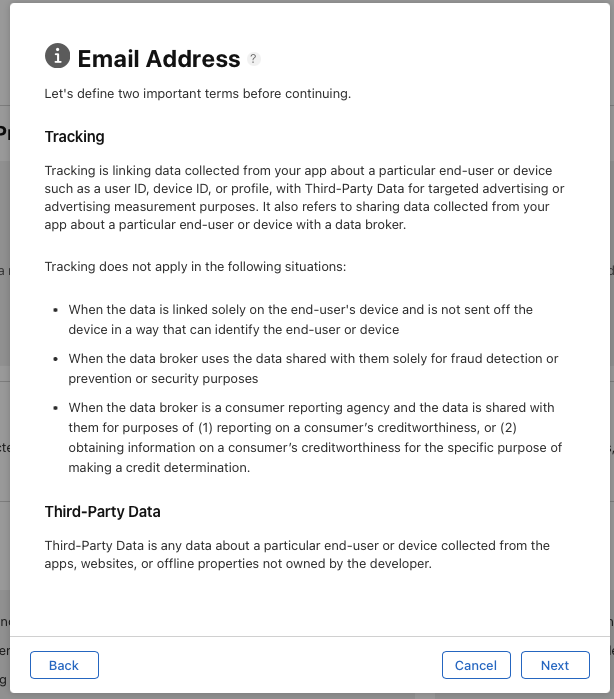 Email Address ?
Let's define two important terms before continuing.
Tracking
Tracking is linking data collected from your app about a particular end-user or device
such as a user ID, device ID, or profile, with Third-Party Data for targeted advertising or
advertising measurement purposes. It also refers to sharing data collected from your
app about a particular end-user or device with a data broker.
Tracking does not apply in the following situations:
• When the data is linked solely on the end-user's device and is not sent off the
device in a way that can identify the end-user or device
• When the data broker uses the data shared with them solely for fraud detection or
prevention or security purposes
• When the data broker is a consumer reporting agency and the data is shared with
them for purposes of (1) reporting on a consumer’s creditworthiness, or (2)
obtaining information on a consumer’s creditworthiness for the specific purpose of
making a credit determination.
Third-Party Data
Third-Party Data is any data about a particular end-user or device collected from the
apps, websites, or offline properties not owned by the developer.
Back Cancel Next